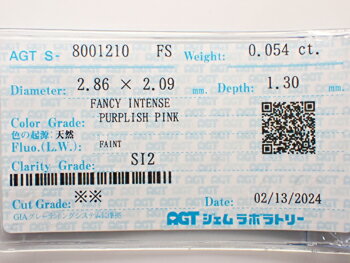 AGT S- 8001210 FS Weight: 0.054 ct.
Diameter: 2.86 × 2.09 mm. Depth: 1.30
FANCY INTENSE
Color Grade: PURPLISH PINK
色の起源: 天然
Fluo.(L.W.): FAINT
Clarity Grade: SI2
Cut Grade: ※※
Date: 02/13/2024
GIAグレーディングシステムに準拠
AGT ジェム ラボラトリー